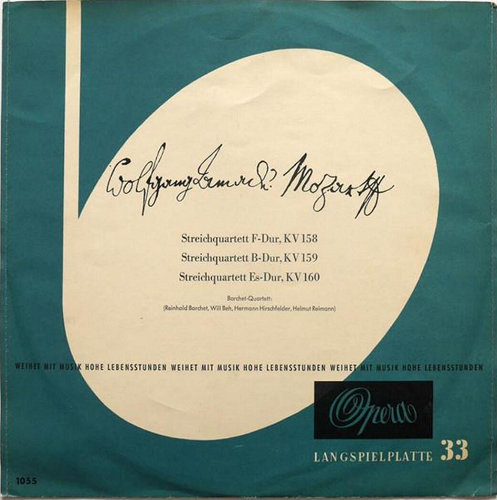 Wolfgang Amadè Mozart
Streichquartett F-Dur, KV 158
Streichquartett B-Dur, KV 159
Streichquartett Es-Dur, KV 160
Barchet-Quartett:
(Reinhold Barchet, Will Beh, Hermann Hirschfelder, Helmut Reimann)
WEIHET MIT MUSIK HOHE LEBENSSTUNDEN WEIHET MIT MUSIK HOHE LEBENSSTUNDEN WEIHET MIT MUSIK HOHE LEBENSSTUNDEN
Opera
LANGSPIELPLATTE 33
1055